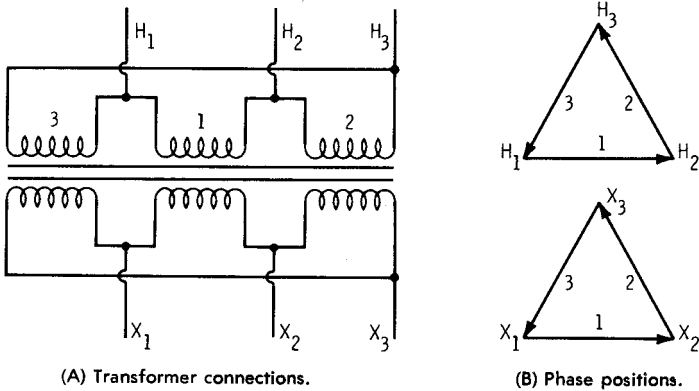 H1 H2 H3
3 1 2
X1 X2 X3
(A) Transformer connections.
H3
3 2
H1 1 H2
X3
3 2
X1 1 X2
(B) Phase positions.